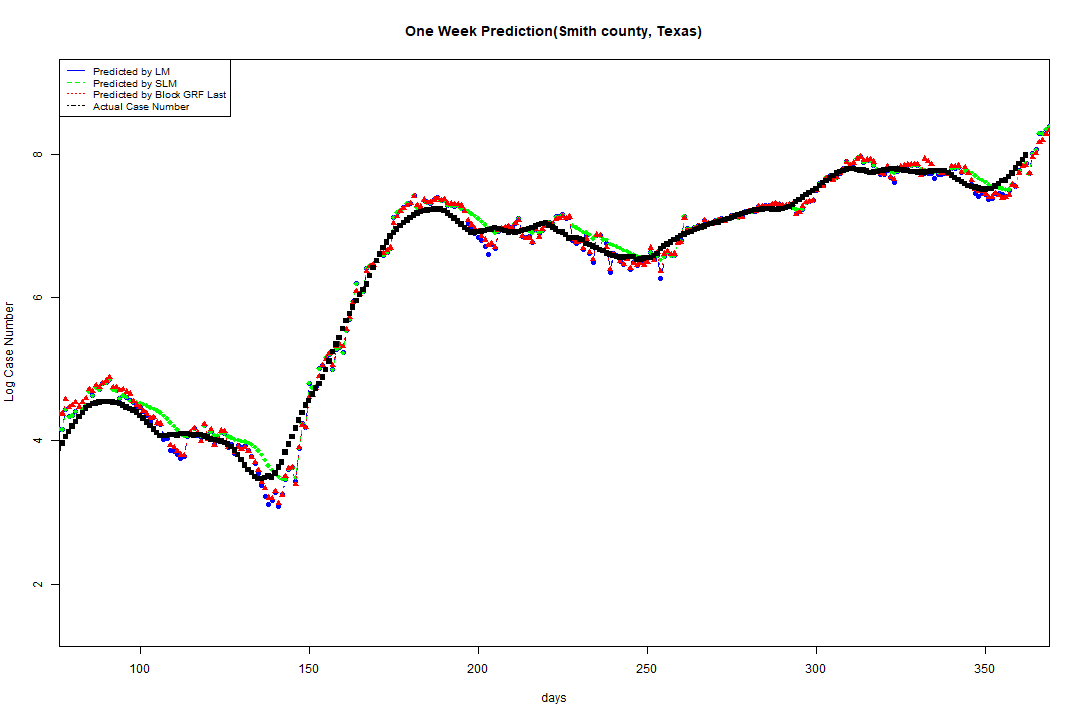 One Week Prediction(Smith county, Texas)
Predicted by LM
Predicted by SLM
Predicted by Block GRF Last
Actual Case Number
8
6
4
2
Log Case Number
100 150 200 250 300 350
days